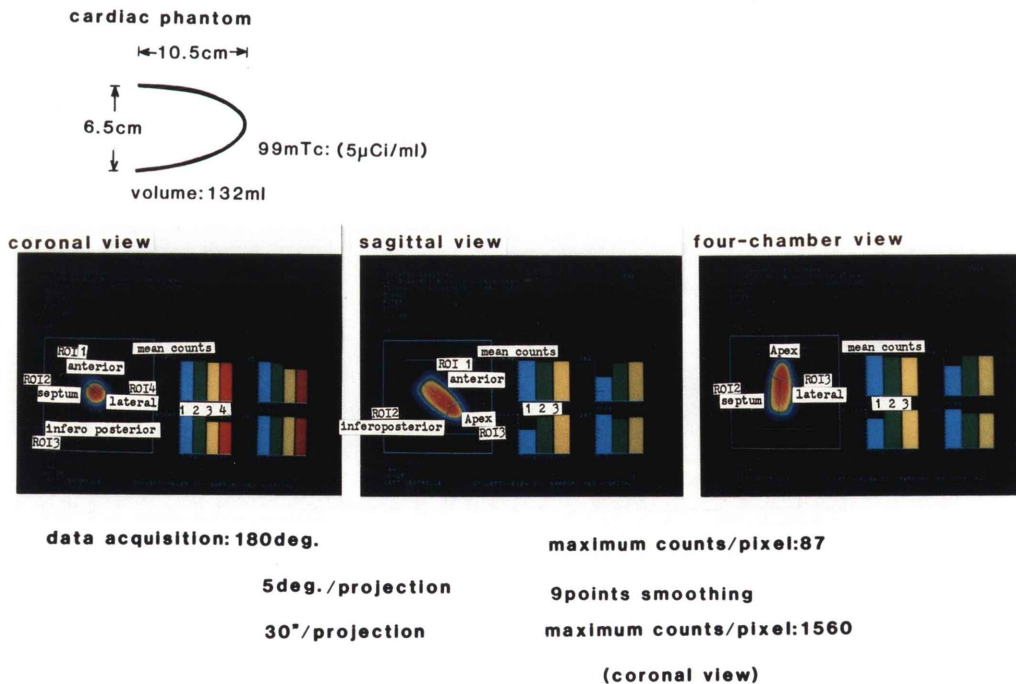 cardiac phantom
10.5cm
6.5cm
99mTc: (5μCi/ml)
volume: 132ml
coronal view
ROI1
anterior
mean counts
ROI2
septum
ROI4
lateral
1 2 3 4
infero posterior
ROI3
sagittal view
mean counts
ROI 1
anterior
ROI2
inferoposterior
Apex
ROI3
1 2 3
four-chamber view
Apex
mean counts
ROI2
septum
ROI3
lateral
1 2 3
data acquisition: 180deg.
5deg./projection
30"/projection
maximum counts/pixel:87
9points smoothing
maximum counts/pixel:1560
(coronal view)